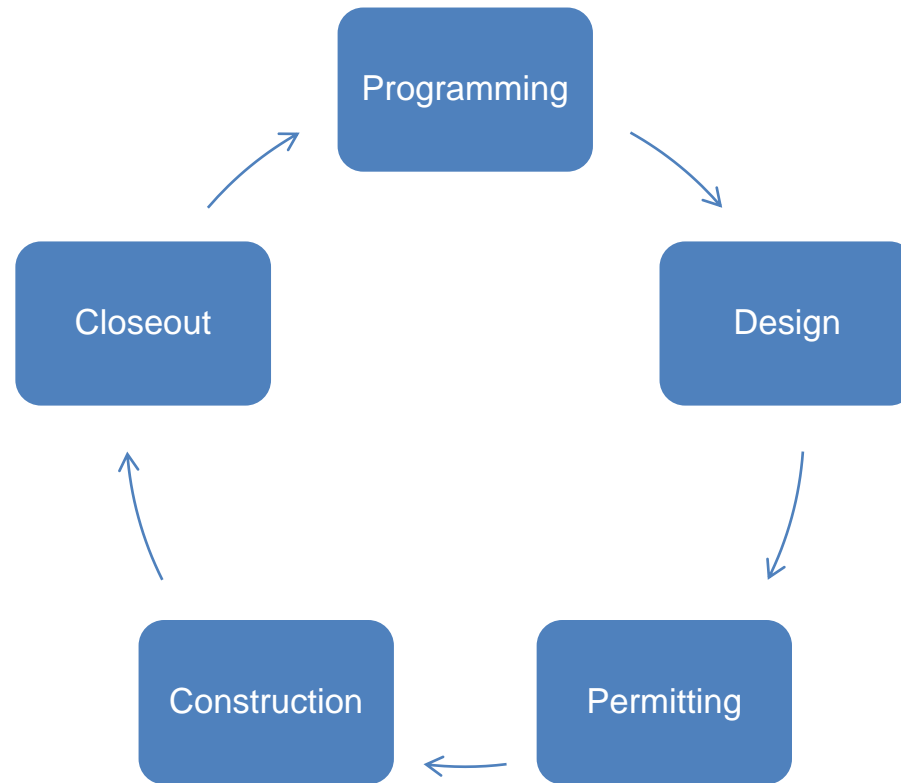 Programming
Design
Permitting
Construction
Closeout